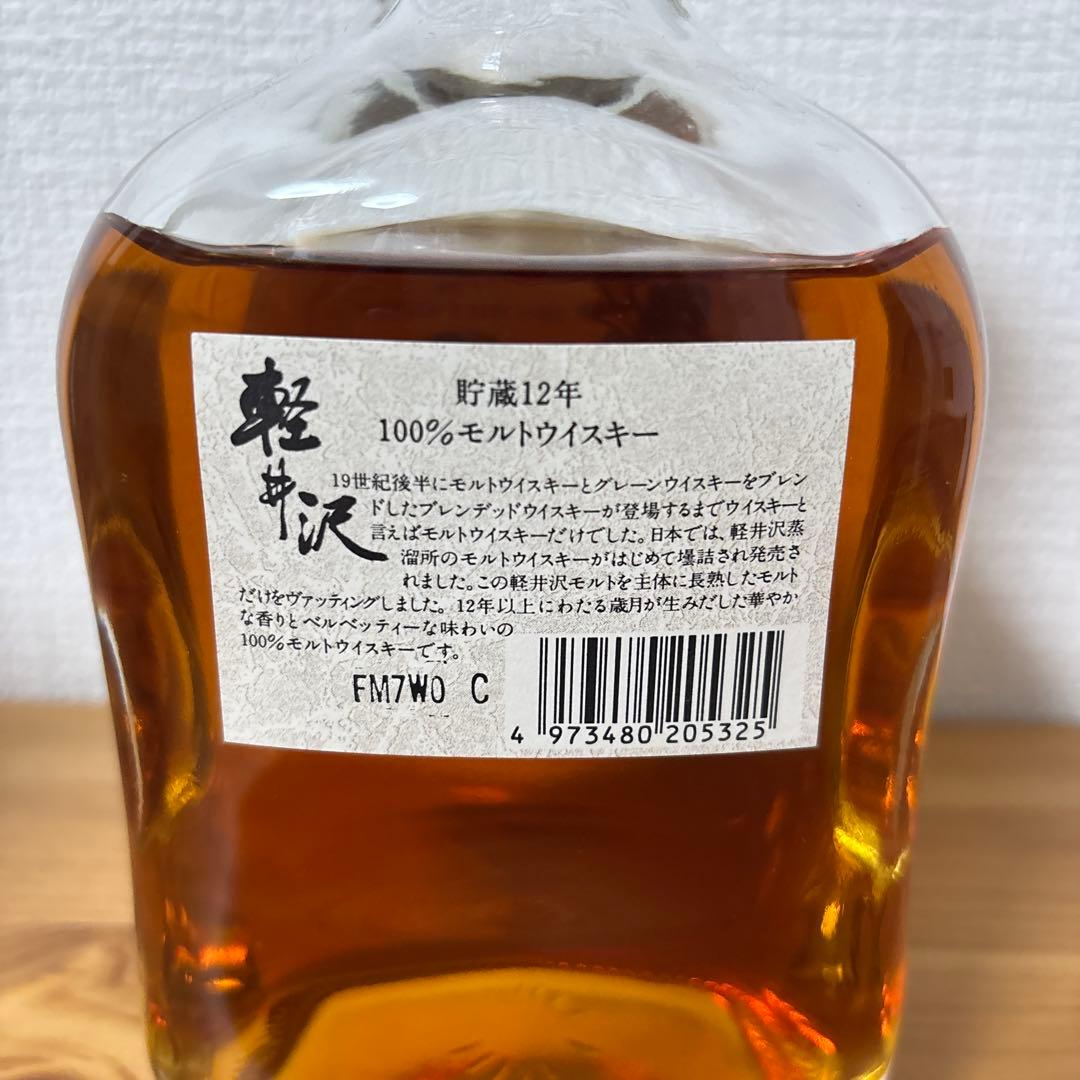 軽井沢
貯蔵12年
100%モルトウイスキー
19世紀後半にモルトウイスキーとグレーンウイスキーをブレン
ドしたブレンデッドウイスキーが登場するまでウイスキーと
言えばモルトウイスキーだけでした。日本では、軽井沢蒸
溜所のモルトウイスキーがはじめて壜詰され発売さ
れました。この軽井沢モルトを主体に長熟したモルト
だけをヴァッティングしました。12年以上にわたる歳月が生みだした華やか
な香りとベルベッティーな味わいの
100%モルトウイスキーです。
FM7W0 C
4 973480 205325